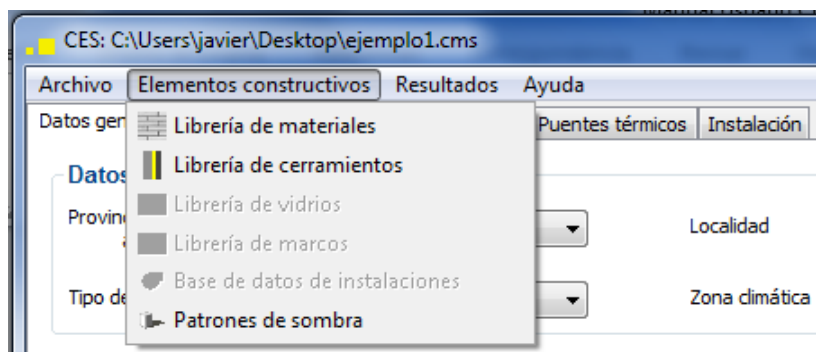 CES: C:\Users\javier\Desktop\ejemplo1.cms
Archivo Elementos constructivos Resultados Ayuda
Datos gen Puentes térmicos Instalación
Librería de materiales
Librería de cerramientos
Datos
Librería de vidrios
Provin Localidad
Librería de marcos
Base de datos de instalaciones
Tipo de Zona climática
Patrones de sombra